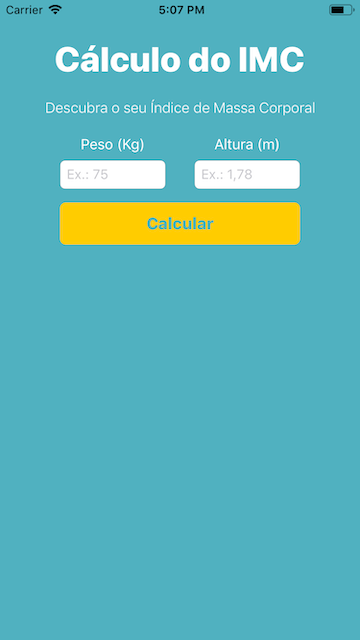 Carrier 5:07 PM
Cálculo do IMC
Descubra o seu Índice de Massa Corporal
Peso (Kg) Altura (m)
Ex.: 75 Ex.: 1,78
Calcular